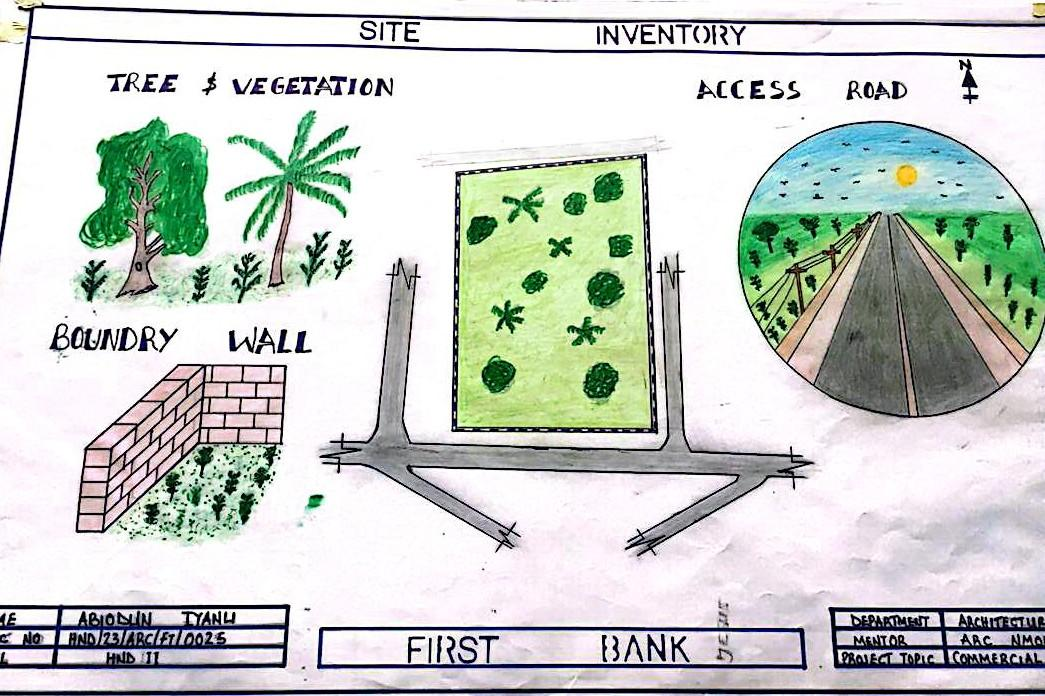 SITE INVENTORY
TREE & VEGETATION
ACCESS ROAD
N
BOUNDRY WALL
ABIODUN IYANU
NO HND/23/ARC/FT/0025
HND II
FIRST BANK
DEPARTMENT ARCHITECTUR
MENTOR ARC NMO
PROJECT TOPIC COMMERCIAL